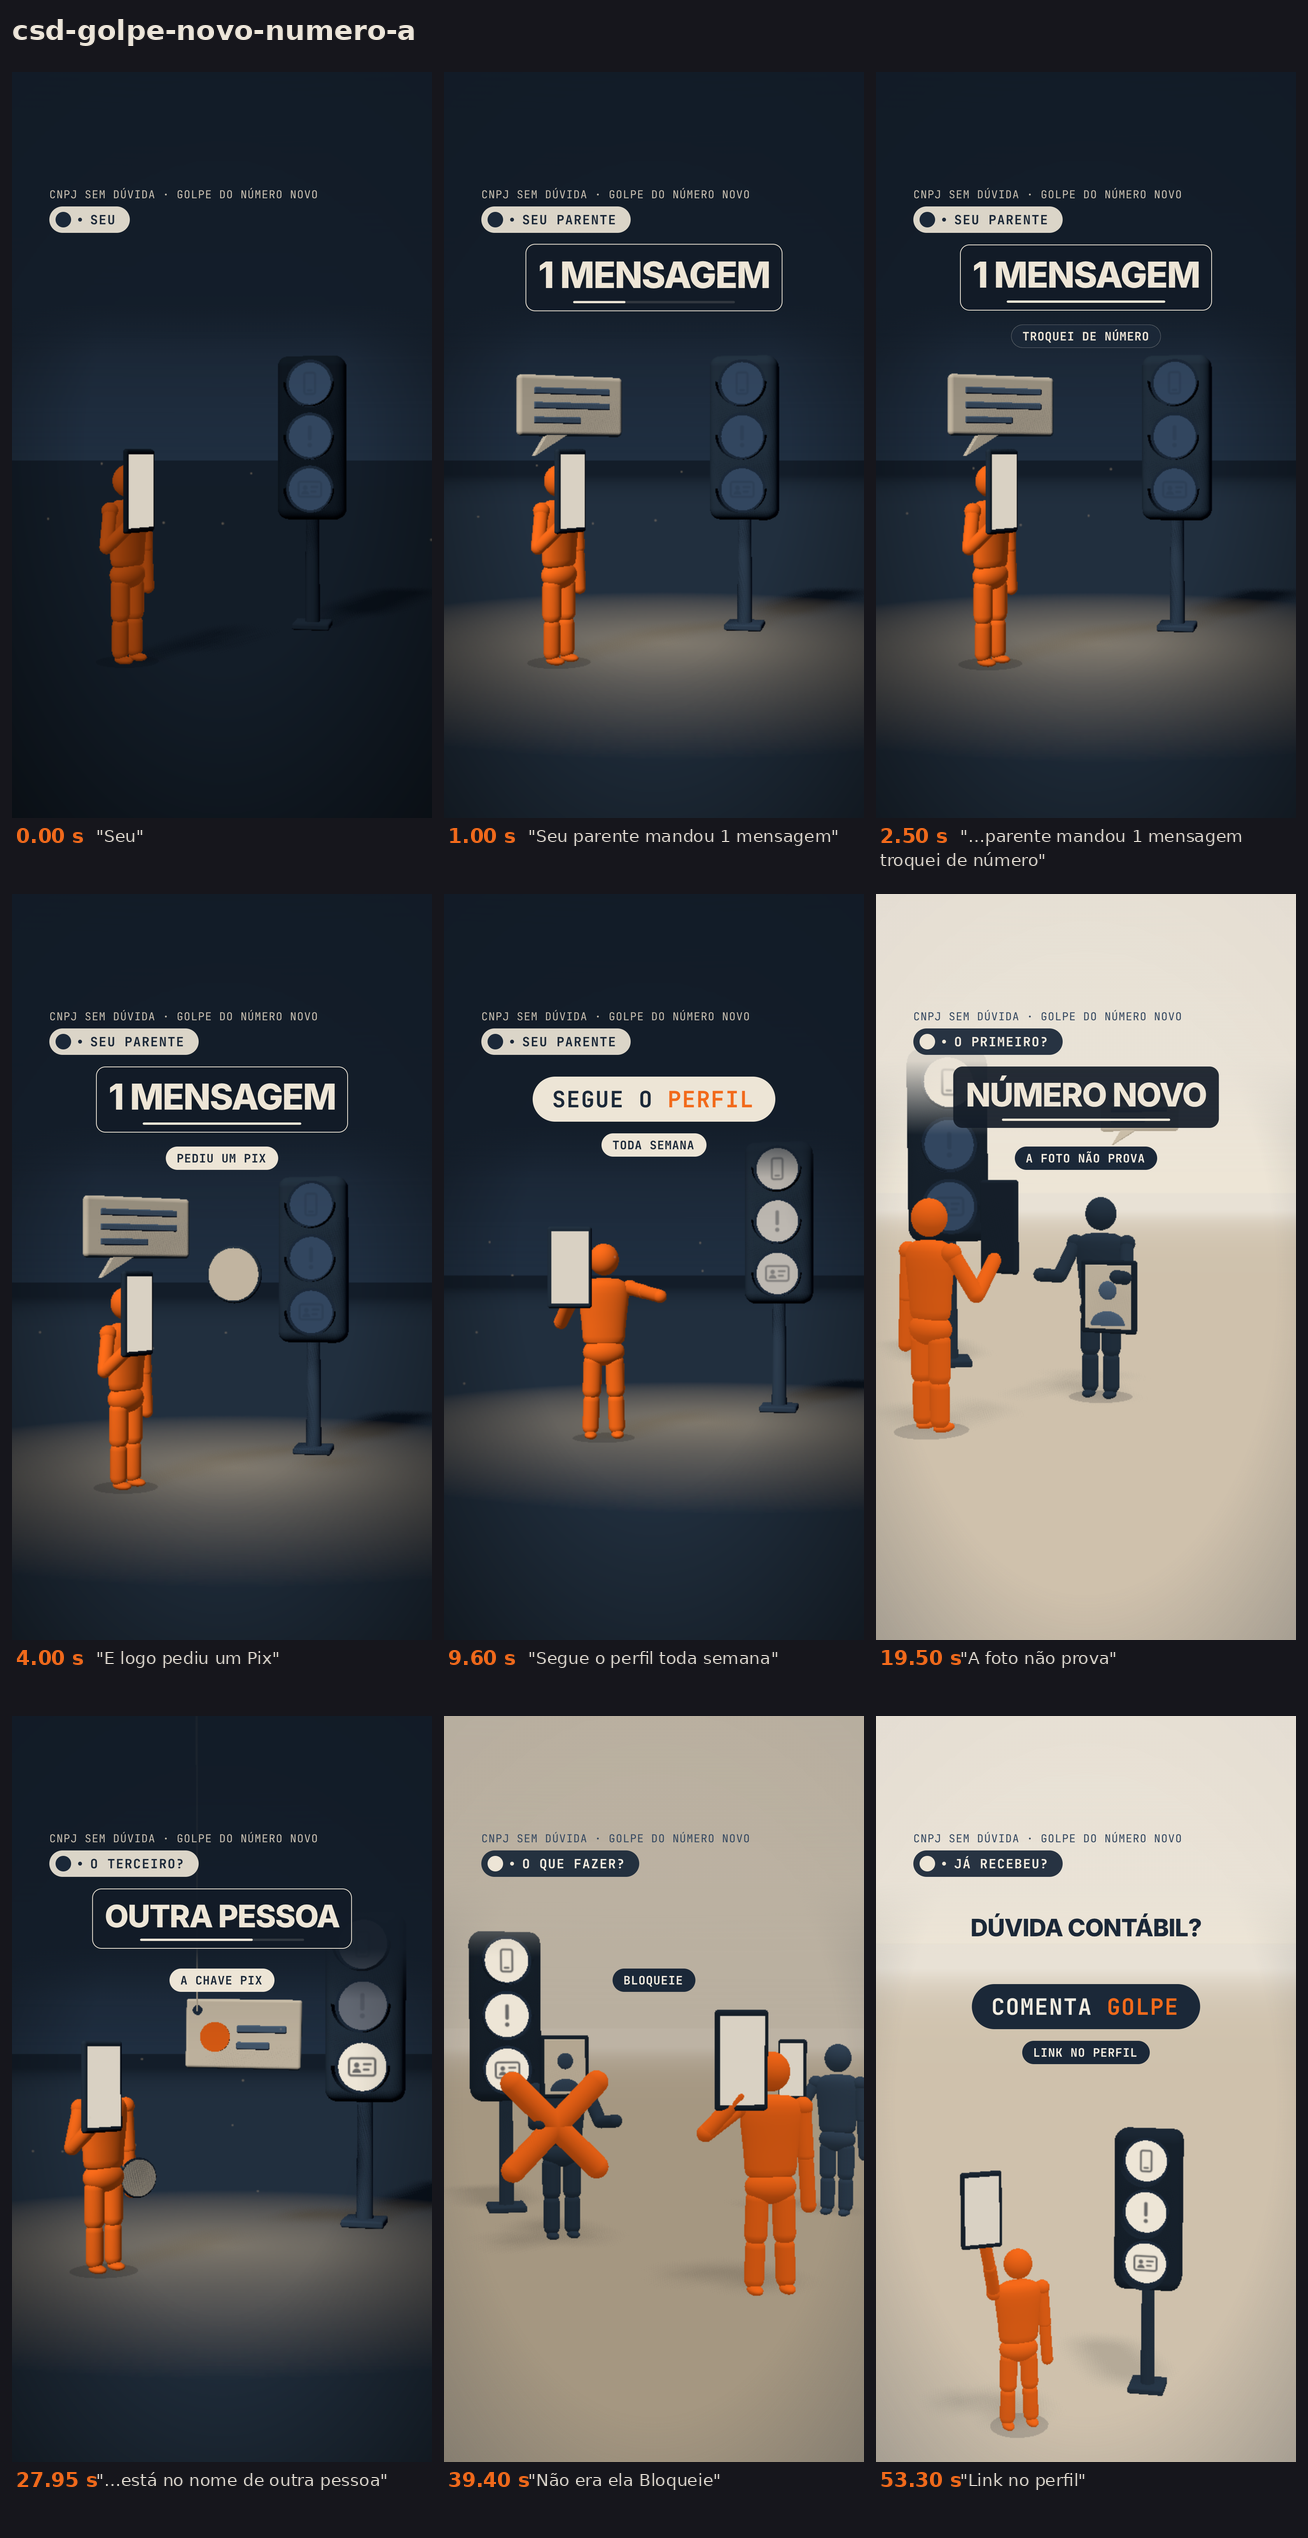 csd-golpe-novo-numero-a
CNPJ SEM DÚVIDA · GOLPE DO NÚMERO NOVO
• SEU
0.00 s "Seu"
CNPJ SEM DÚVIDA · GOLPE DO NÚMERO NOVO
• SEU PARENTE
1 MENSAGEM
1.00 s "Seu parente mandou 1 mensagem"
CNPJ SEM DÚVIDA · GOLPE DO NÚMERO NOVO
• SEU PARENTE
1 MENSAGEM
TROQUEI DE NÚMERO
2.50 s "...parente mandou 1 mensagem
troquei de número"
CNPJ SEM DÚVIDA · GOLPE DO NÚMERO NOVO
• SEU PARENTE
1 MENSAGEM
PEDIU UM PIX
4.00 s "E logo pediu um Pix"
CNPJ SEM DÚVIDA · GOLPE DO NÚMERO NOVO
• SEU PARENTE
SEGUE O PERFIL
TODA SEMANA
!
9.60 s "Segue o perfil toda semana"
CNPJ SEM DÚVIDA · GOLPE DO NÚMERO NOVO
• O PRIMEIRO?
NÚMERO NOVO
A FOTO NÃO PROVA
19.50 s "A foto não prova"
CNPJ SEM DÚVIDA · GOLPE DO NÚMERO NOVO
• O TERCEIRO?
OUTRA PESSOA
A CHAVE PIX
27.95 s "...está no nome de outra pessoa"
CNPJ SEM DÚVIDA · GOLPE DO NÚMERO NOVO
• O QUE FAZER?
BLOQUEIE
!
39.40 s "Não era ela Bloqueie"
CNPJ SEM DÚVIDA · GOLPE DO NÚMERO NOVO
• JÁ RECEBEU?
DÚVIDA CONTÁBIL?
COMENTA GOLPE
LINK NO PERFIL
!
53.30 s "Link no perfil"